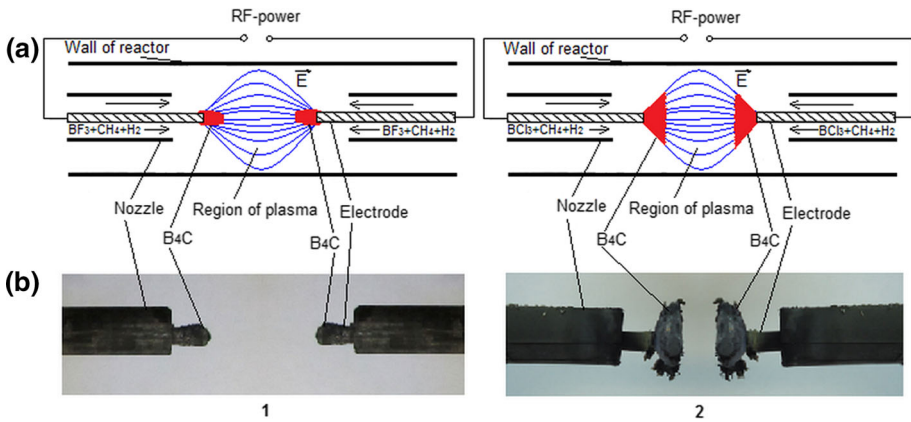 RF-power
RF-power
(a)
Wall of reactor
E
Wall of reactor
E
BF3+CH4+H2
BF3+CH4+H2
BCl3+CH4+H2
BCl3+CH4+H2
Nozzle
Region of plasma
Electrode
B4C
B4C
Nozzle
Region of plasma
Electrode
B4C
B4C
(b)
1
2